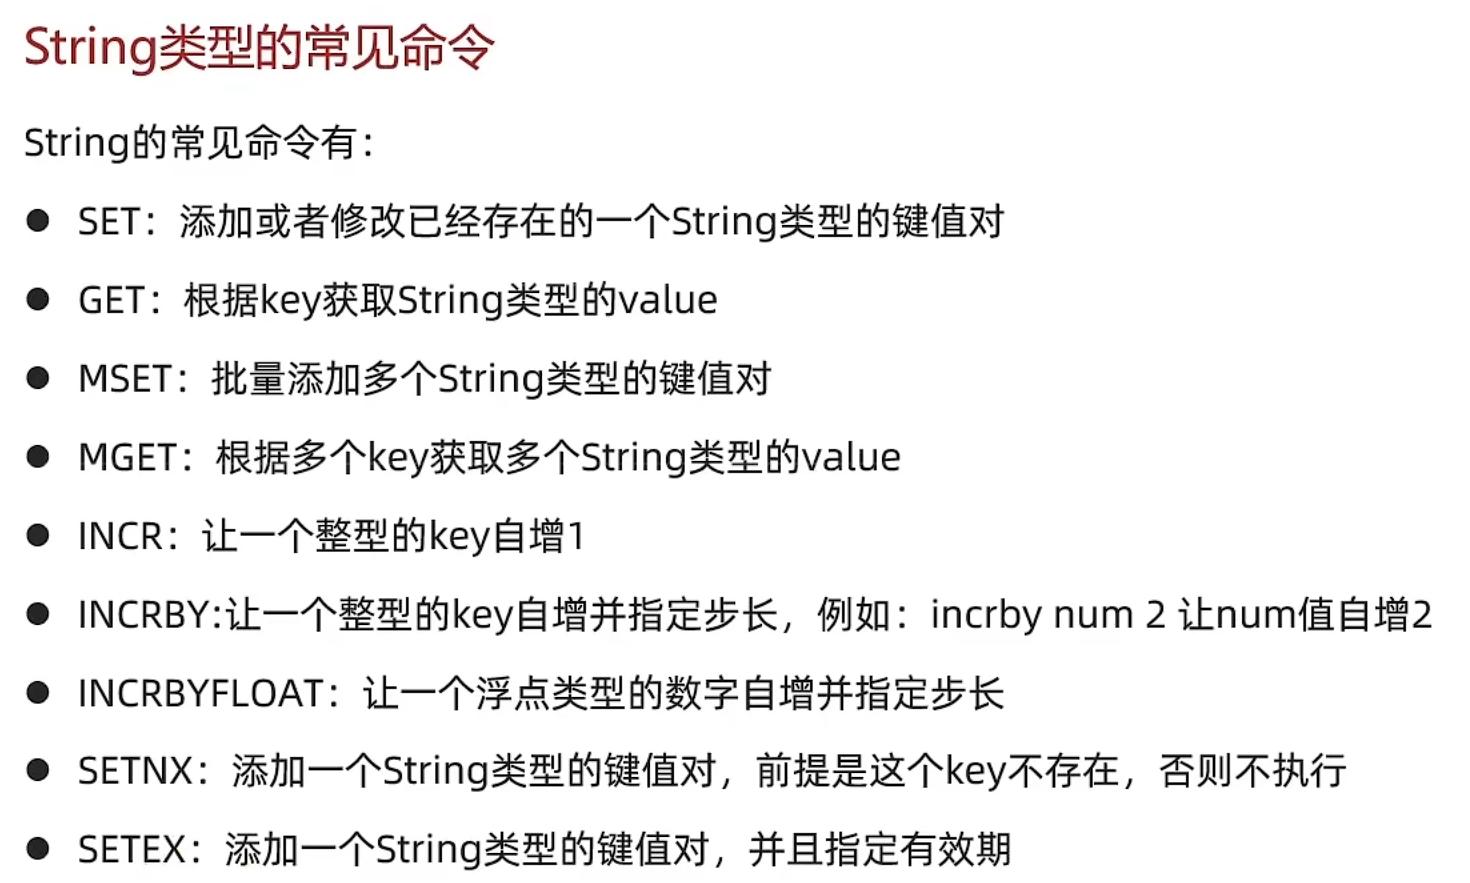 String类型的常见命令
String的常见命令有：
● SET：添加或者修改已经存在的一个String类型的键值对
● GET：根据key获取String类型的value
● MSET：批量添加多个String类型的键值对
● MGET：根据多个key获取多个String类型的value
● INCR：让一个整型的key自增1
● INCRBY:让一个整型的key自增并指定步长，例如：incrby num 2 让num值自增2
● INCRBYFLOAT：让一个浮点类型的数字自增并指定步长
● SETNX：添加一个String类型的键值对，前提是这个key不存在，否则不执行
● SETEX：添加一个String类型的键值对，并且指定有效期